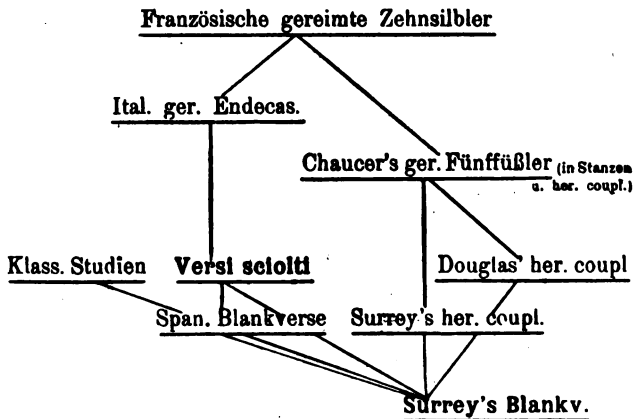 Französische gereimte Zehnsilbler
Ital. ger. Endecas.
Chaucer's ger. Fünffüßler (in Stanzen
u. her. coupl.)
Klass. Studien Versi sciolti Douglas' her. coupl
Span. Blankverse Surrey's her. coupl.
Surrey's Blankv.